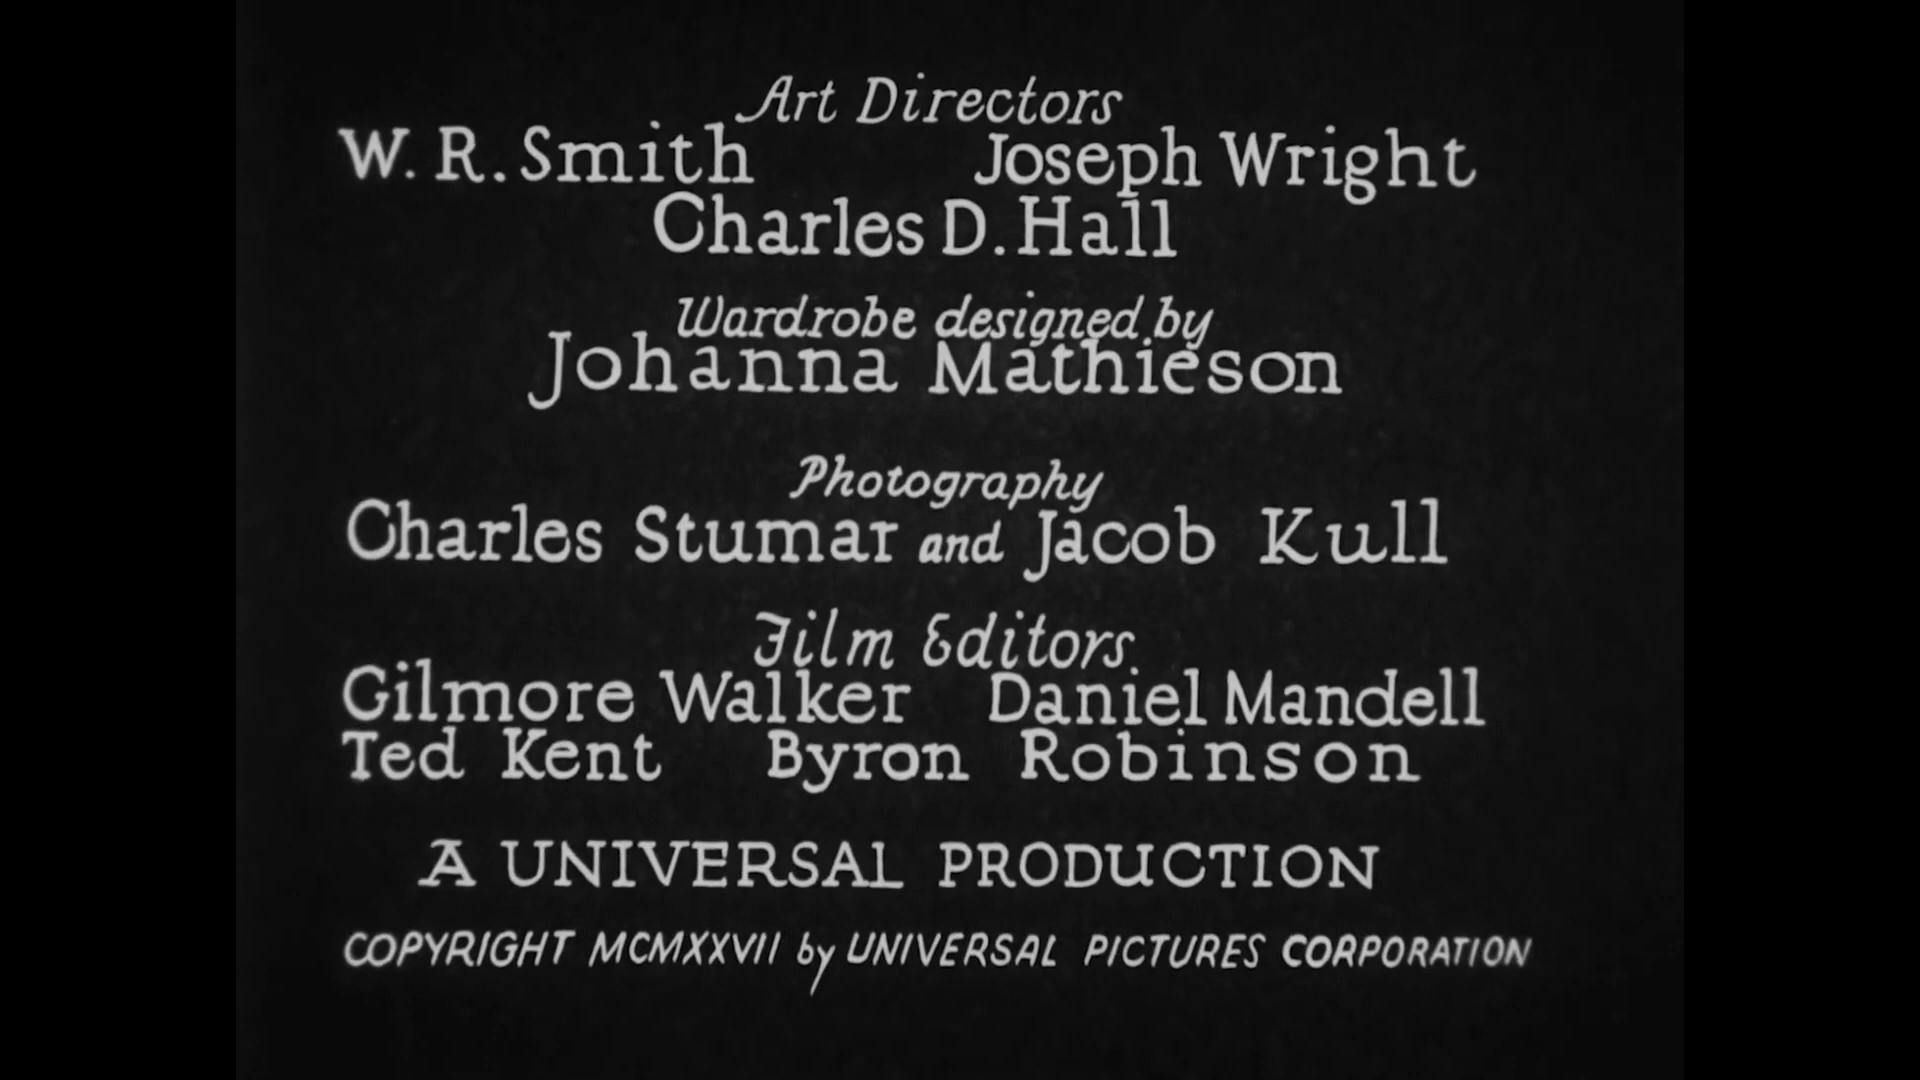 Art Directors
W. R. Smith Joseph Wright
Charles D. Hall
Wardrobe designed by
Johanna Mathieson
Photography
Charles Stumar and Jacob Kull
Film Editors.
Gilmore Walker Daniel Mandell
Ted Kent Byron Robinson
A UNIVERSAL PRODUCTION
COPYRIGHT MCMXXVII by UNIVERSAL PICTURES CORPORATION